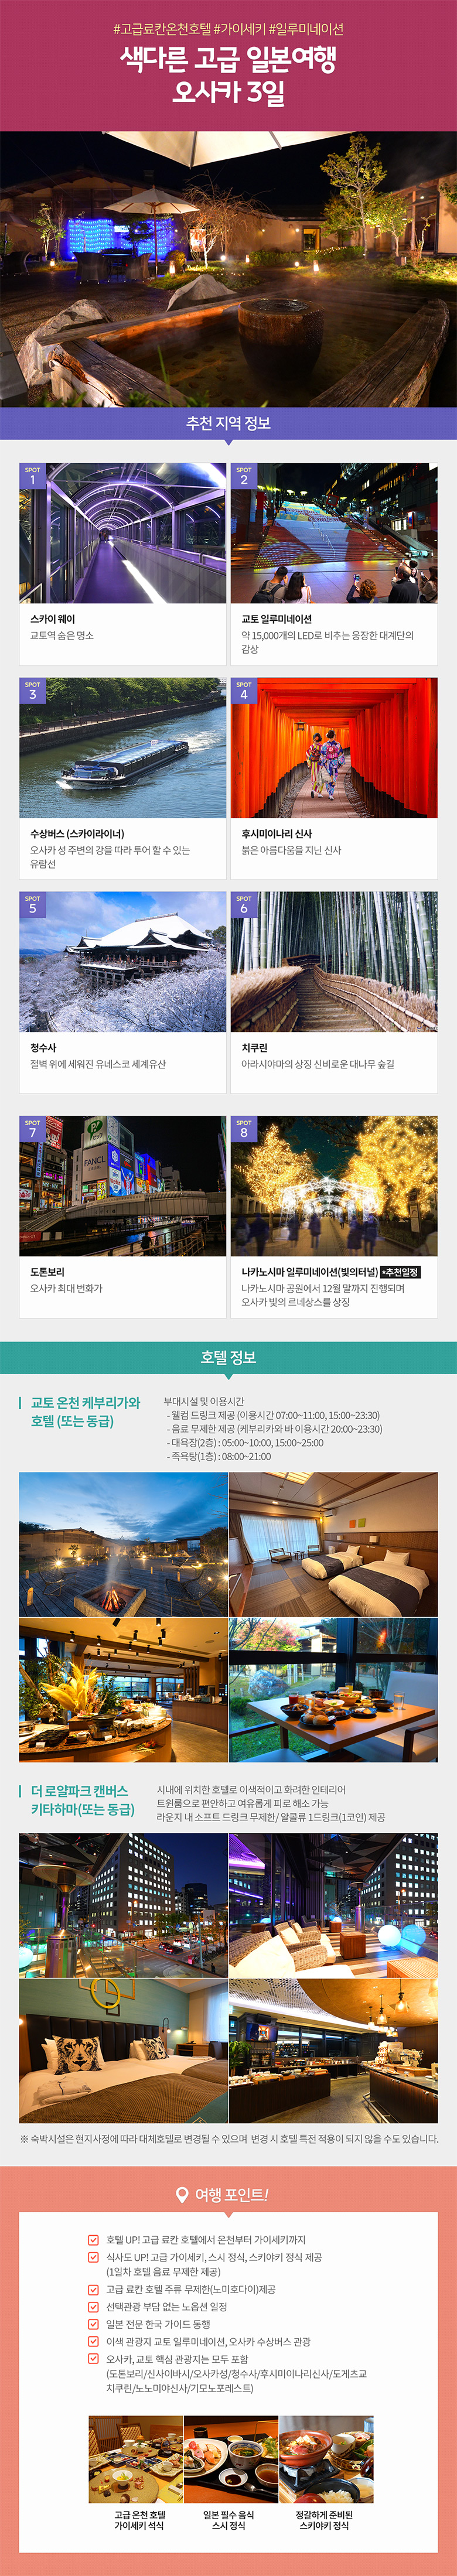 #고급료칸온천호텔 #가이세키 #일루미네이션
색다른 고급 일본여행
오사카 3일
추천 지역 정보
SPOT
1
스카이 웨이
교토역 숨은 명소
SPOT
2
교토 일루미네이션
약 15,000개의 LED로 비추는 웅장한 대계단의
감상
SPOT
3
수상버스 (스카이라이너)
오사카 성 주변의 강을 따라 투어 할 수 있는
유람선
SPOT
4
후시미이나리 신사
붉은 아름다움을 지닌 신사
SPOT
5
청수사
절벽 위에 세워진 유네스코 세계유산
SPOT
6
치쿠린
아라시야마의 상징 신비로운 대나무 숲길
SPOT
7
FANCL
도톤보리
오사카 최대 번화가
SPOT
8
나카노시마 일루미네이션(빛의터널) *추천일정
나카노시마 공원에서 12월 말까지 진행되며
오사카 빛의 르네상스를 상징
호텔 정보
교토 온천 케부리가와
호텔 (또는 동급)
부대시설 및 이용시간
- 웰컴 드링크 제공 (이용시간 07:00~11:00, 15:00~23:30)
- 음료 무제한 제공 (케부리카와 바 이용시간 20:00~23:30)
- 대욕장(2층) : 05:00~10:00, 15:00~25:00
- 족욕탕(1층) : 08:00~21:00
더 로얄파크 캔버스
키타하마(또는 동급)
시내에 위치한 호텔로 이색적이고 화려한 인테리어
트윈룸으로 편안하고 여유롭게 피로 해소 가능
라운지 내 소프트 드링크 무제한/ 알콜류 1드링크(1코인) 제공
※ 숙박시설은 현지사정에 따라 대체호텔로 변경될 수 있으며 변경 시 호텔 특전 적용이 되지 않을 수도 있습니다.
여행 포인트!
호텔 UP! 고급 료칸 호텔에서 온천부터 가이세키까지
식사도 UP! 고급 가이세키, 스시 정식, 스키야키 정식 제공
(1일차 호텔 음료 무제한 제공)
고급 료칸 호텔 주류 무제한(노미호다이)제공
선택관광 부담 없는 노옵션 일정
일본 전문 한국 가이드 동행
이색 관광지 교토 일루미네이션, 오사카 수상버스 관광
오사카, 교토 핵심 관광지는 모두 포함
(도톤보리/신사이바시/오사카성/청수사/후시미이나리신사/도게츠교
치쿠린/노노미야신사/기모노포레스트)
고급 온천 호텔
가이세키 석식
일본 필수 음식
스시 정식
정갈하게 준비된
스키야키 정식